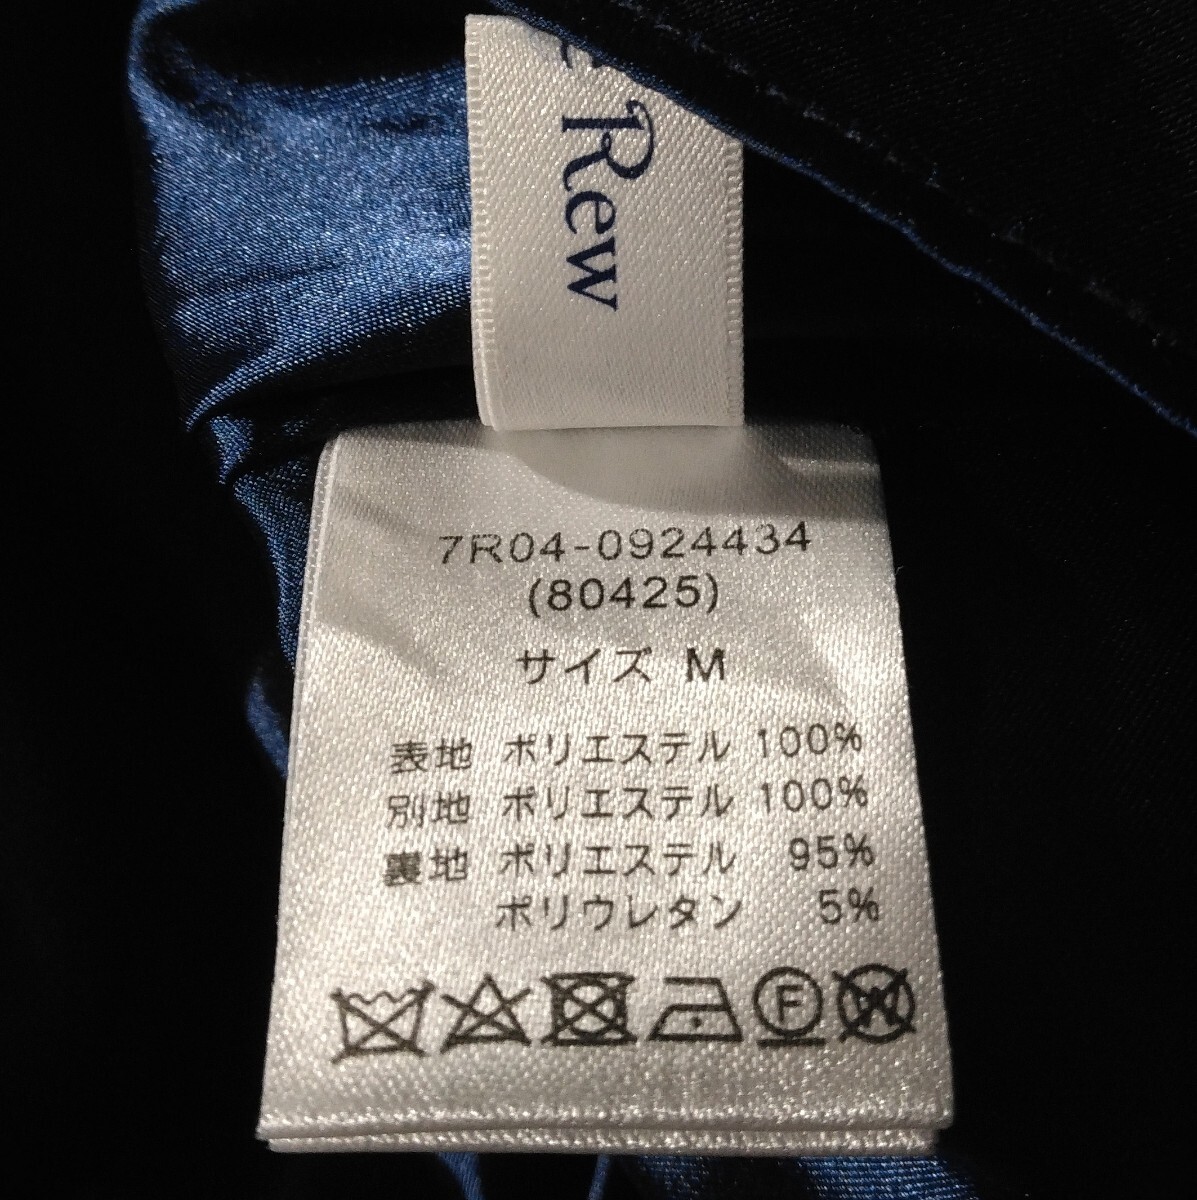 Rew
7R04-0924434
(80425)
サイズ M
表地 ポリエステル 100%
別地 ポリエステル 100%
裏地 ポリエステル 95%
ポリウレタン 5%
F
W